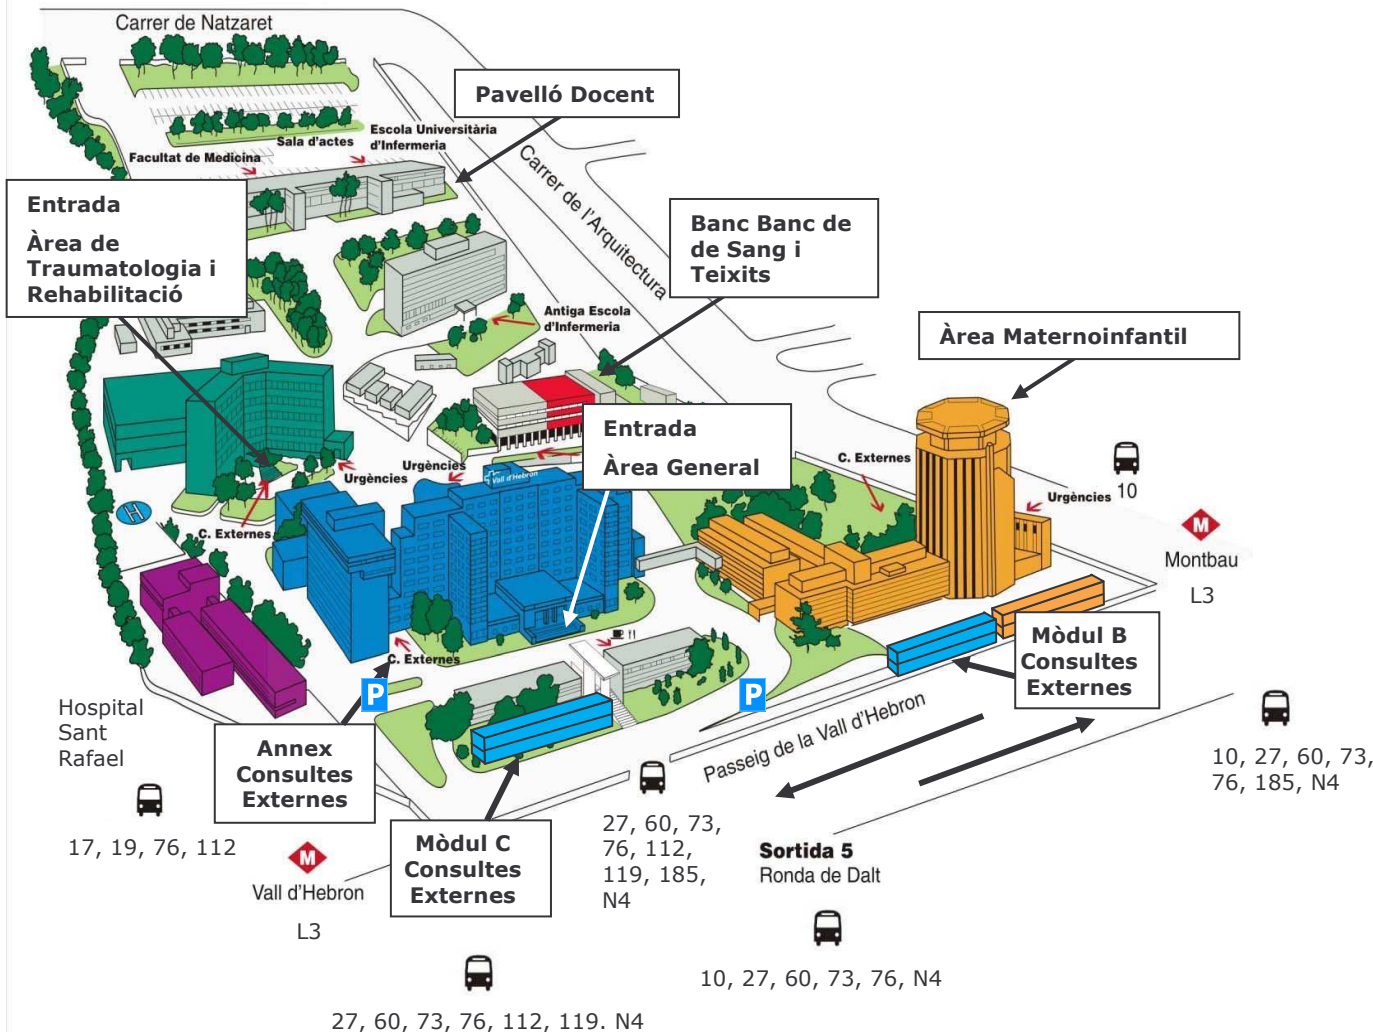 Carrer de Natzaret
Pavelló Docent
Escola Universitària
d'Infermeria
Sala d'actes
Facultat de Medicina
Carrer de l'Arquitectura
Entrada
Àrea de
Traumatologia i
Rehabilitació
Banc Banc de
de Sang i
Teixits
Antiga Escola
d'Infermeria
Àrea Maternoinfantil
Entrada
Àrea General
C. Externes
10
Urgències
Urgències
Urgències
Vall d'Hebron
H
C. Externes
M
Montbau
L3
Mòdul B
Consultes
Externes
C. Externes
P
P
Hospital
Sant
Rafael
Annex
Consultes
Externes
Passeig de la Vall d'Hebron
10, 27, 60, 73,
76, 185, N4
17, 19, 76, 112
M
Vall d'Hebron
L3
Mòdul C
Consultes
Externes
27, 60, 73,
76, 112,
119, 185,
N4
Sortida 5
Ronda de Dalt
10, 27, 60, 73, 76, N4
27, 60, 73, 76, 112, 119. N4